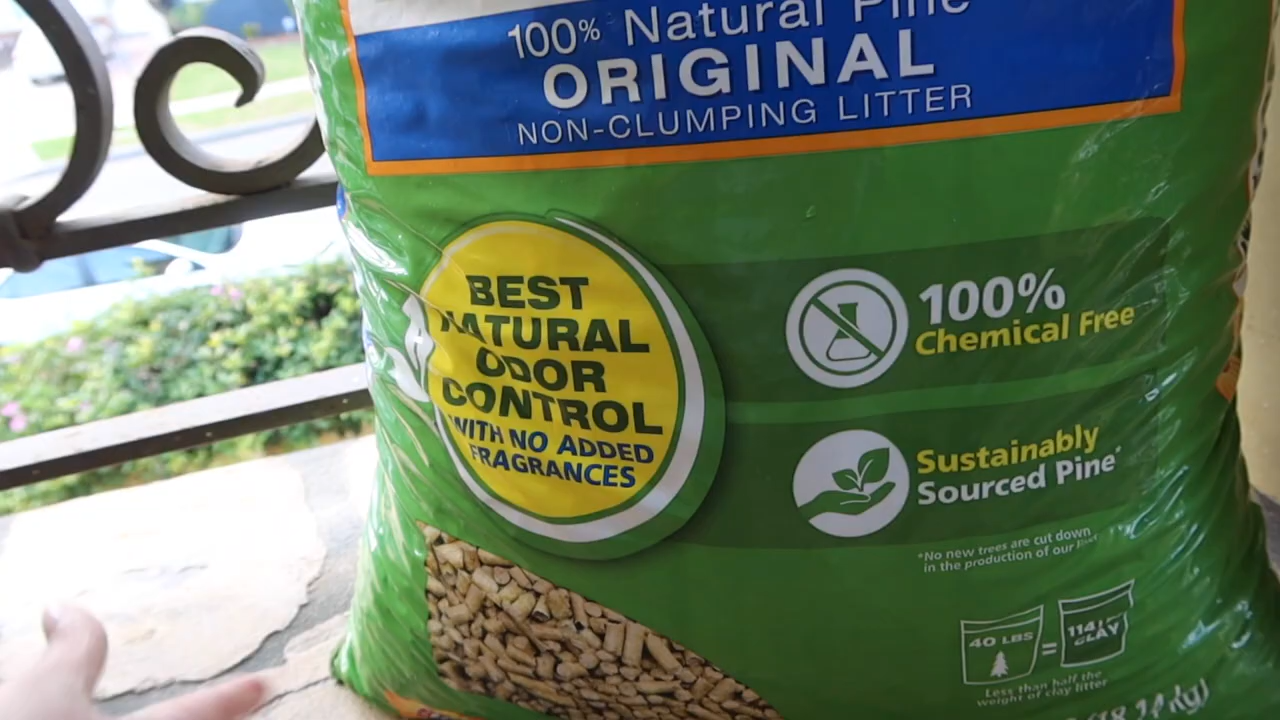 100% Natural Pine
ORIGINAL
NON-CLUMPING LITTER
BEST
NATURAL
ODOR
CONTROL
WITH NO ADDED
FRAGRANCES
100%
Chemical Free
Sustainably
Sourced Pine*
*No new trees are cut down
in the production of our
40 LBS = 114
CLAY
Less than half the
weight of clay litter